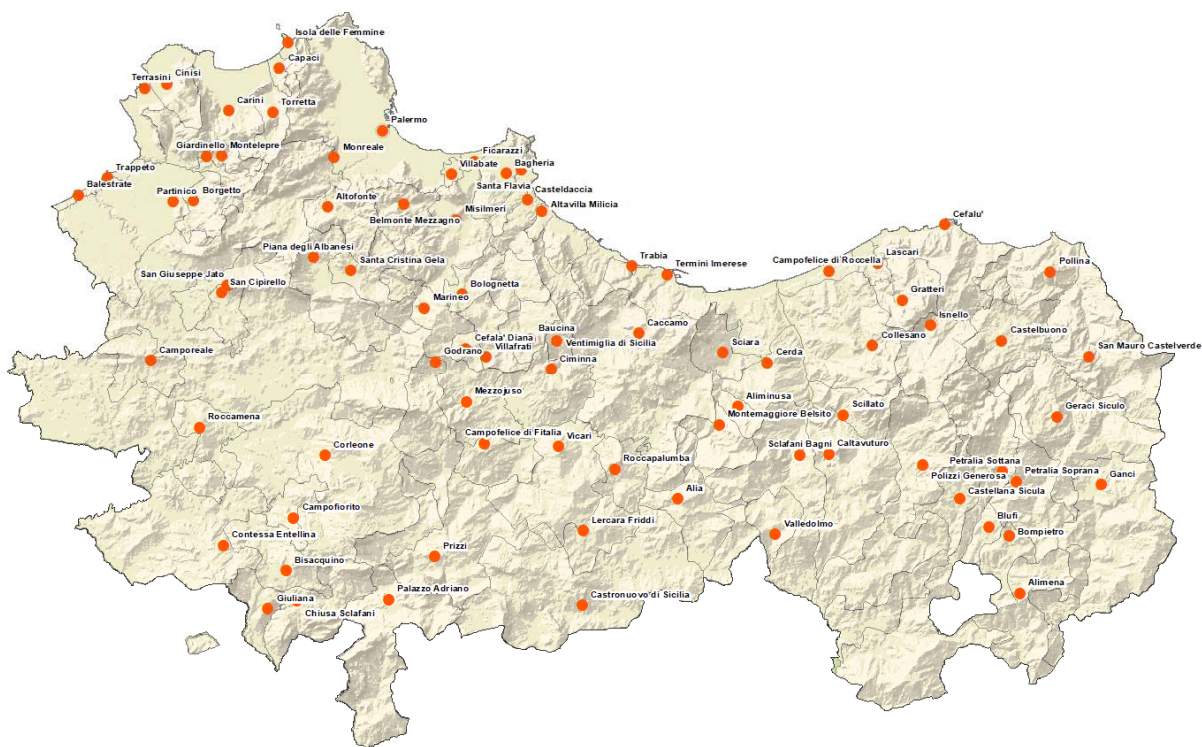 Isola delle Femmine
Capaci
Terrasini
Cinisi
Carini
Torretta
Palermo
Giardinello
Montelepre
Monreale
Ficarazzi
Villabate
Bagheria
Trappeto
Balestrate
Partinico
Borgetto
Altofonte
Santa Flavia
Casteldaccia
Misilmeri
Altavilla Milicia
Belmonte Mezzagno
Cefalu'
Piana degli Albanesi
Santa Cristina Gela
Trabia
Termini Imerese
Campofelice di Roccella
Lascari
Pollina
San Giuseppe Jato
San Cipirello
Bolognetta
Marineo
Gratteri
Isnello
Baucina
Caccamo
Cefala' Diana
Ventimiglia di Sicilia
Villafrati
Godrano
Ciminna
Sciara
Cerda
Collesano
Castelbuono
San Mauro Castelverde
Camporeale
Mezzojuso
Aliminusa
Montemaggiore Belsito
Scillato
Geraci Siculo
Roccamena
Corleone
Campofelice di Fitalia
Vicari
Sclafani Bagni
Caltavuturo
Roccapalumba
Petralia Sottana
Polizzi Generosa
Petralia Soprana
Ganci
Alia
Castellana Sicula
Campofiorito
Lercara Friddi
Valledolmo
Blufi
Bompietro
Contessa Entellina
Prizzi
Bisacquino
Palazzo Adriano
Castronuovo di Sicilia
Alimena
Giuliana
Chiusa Sclafani